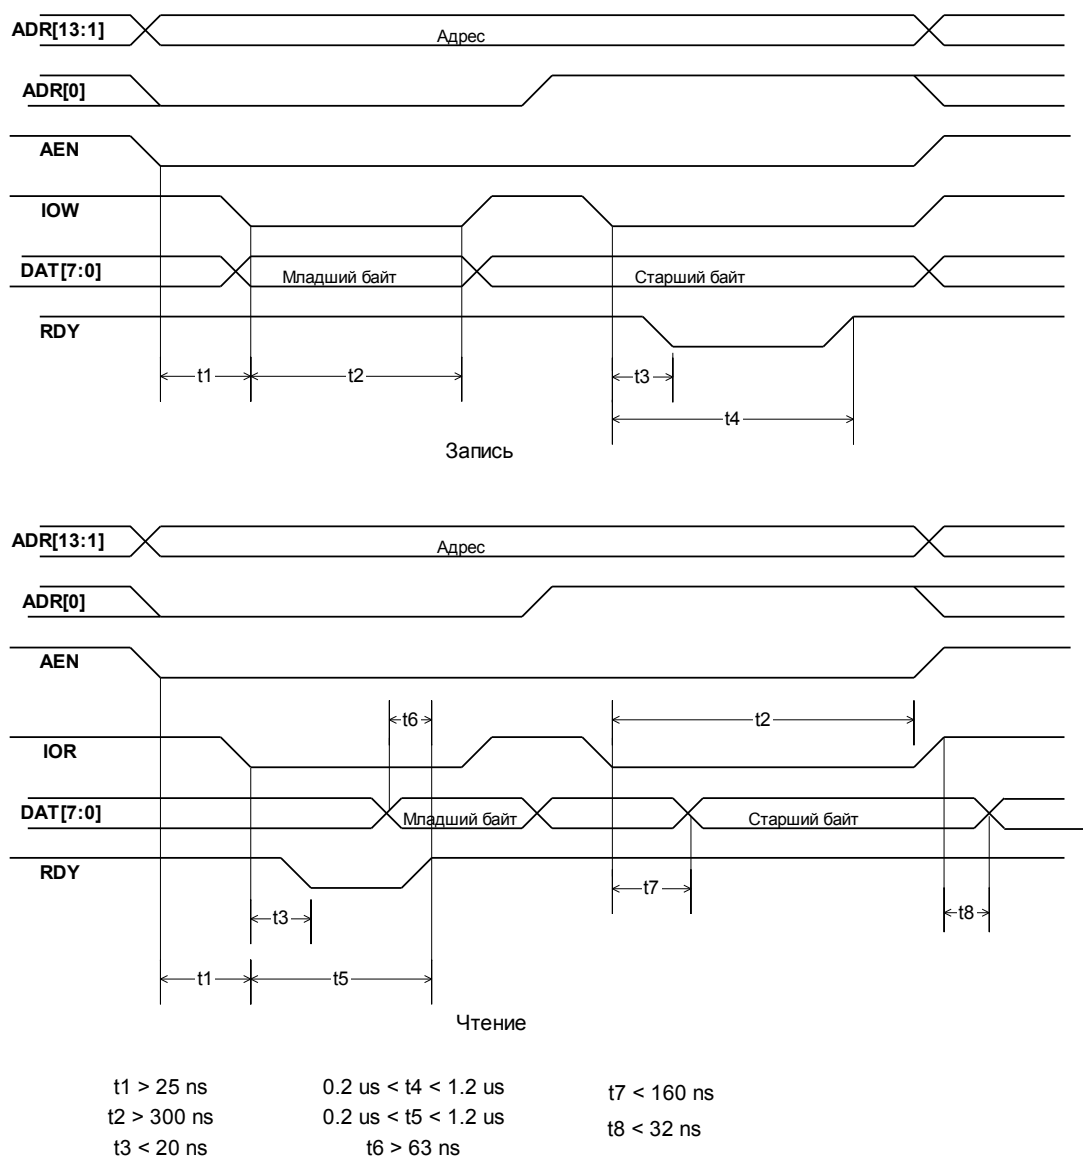 ADR[13:1]
Адрес
ADR[0]
AEN
IOW
DAT[7:0]
Младший байт
Старший байт
RDY
t1
t2
t3
t4
Запись
ADR[13:1]
Адрес
ADR[0]
AEN
t6
t2
IOR
DAT[7:0]
Младший байт
Старший байт
RDY
t7
t3
t8
t1
t5
Чтение
t1 > 25 ns
0.2 us < t4 < 1.2 us
t7 < 160 ns
t2 > 300 ns
0.2 us < t5 < 1.2 us
t8 < 32 ns
t3 < 20 ns
t6 > 63 ns